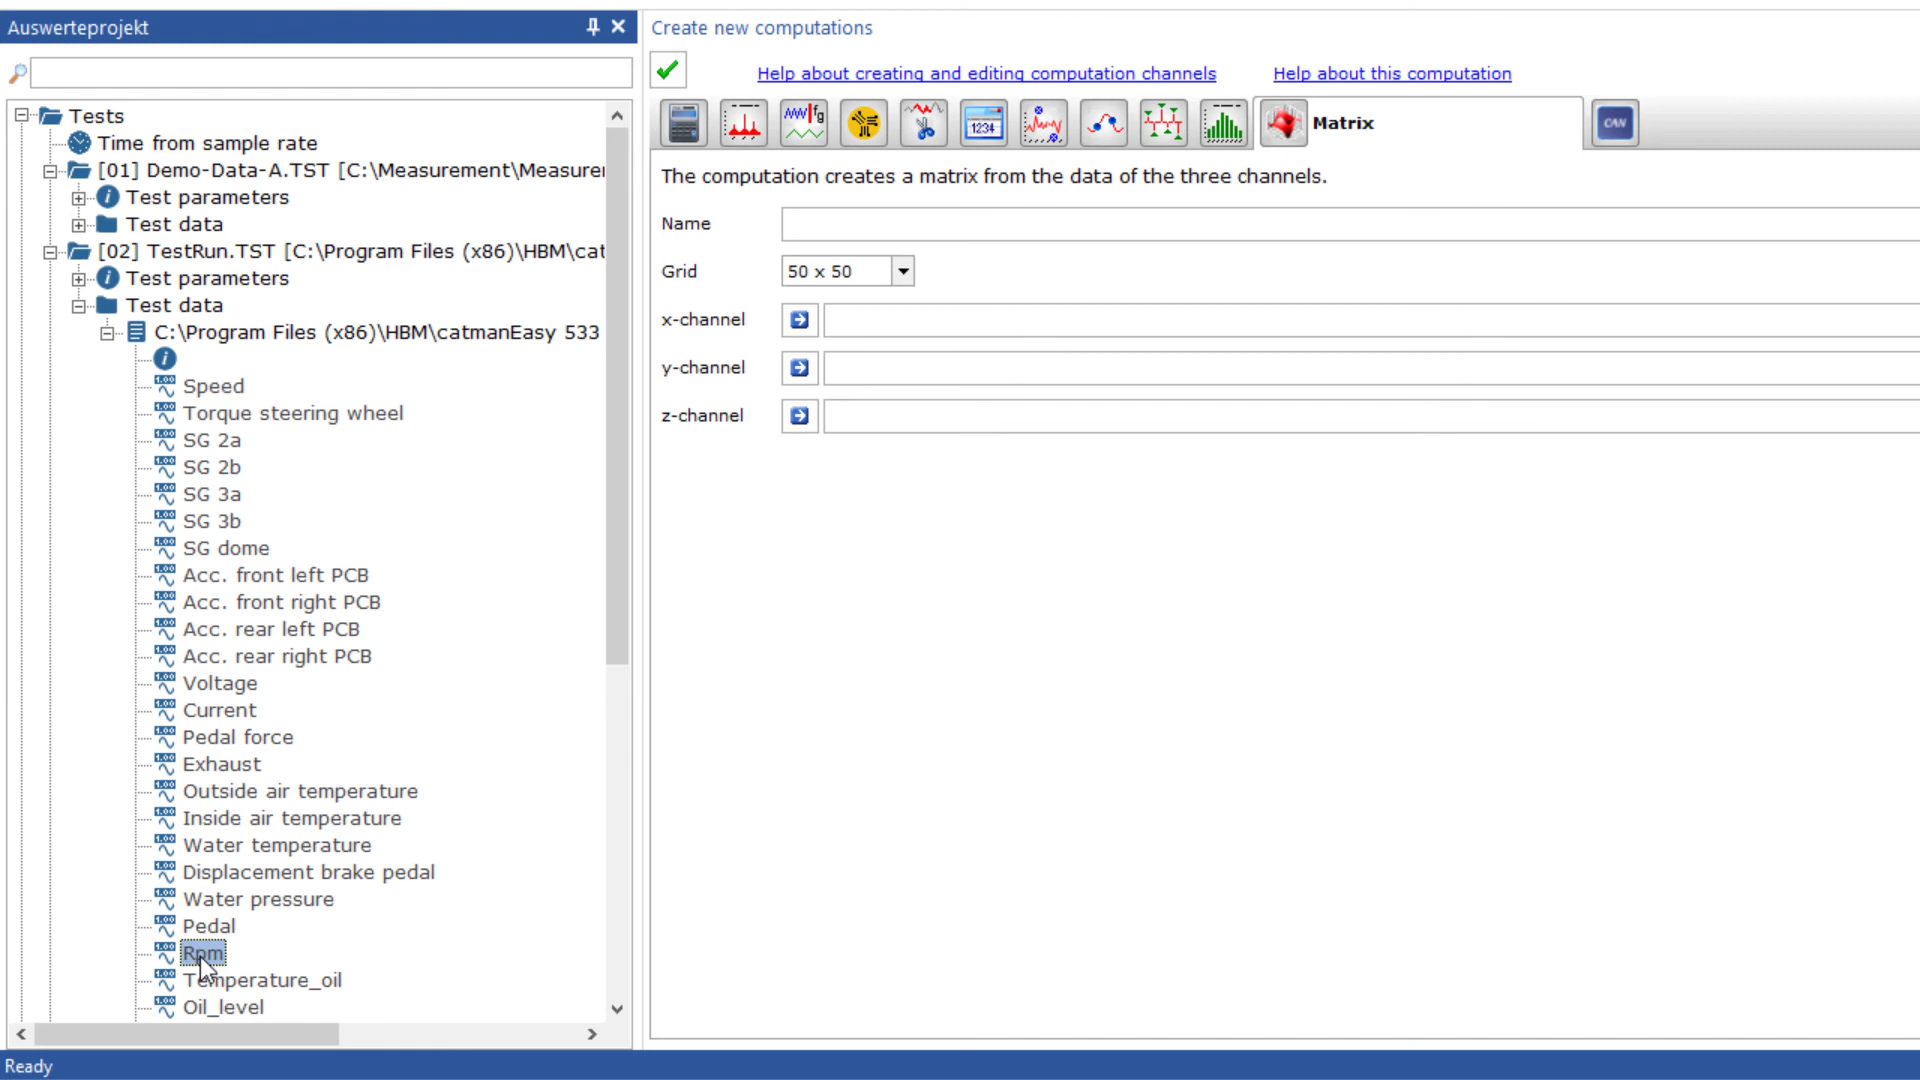 Auswerteprojekt
Create new computations
Help about creating and editing computation channels
Help about this computation
1234
Matrix
CAN
The computation creates a matrix from the data of the three channels.
Name
Grid
50 x 50
x-channel
y-channel
z-channel
Tests
Time from sample rate
[01] Demo-Data-A.TST [C:\Measurement\Measurer
Test parameters
Test data
[02] TestRun.TST [C:\Program Files (x86)\HBM\cat
Test parameters
Test data
C:\Program Files (x86)\HBM\catmanEasy 533
Speed
Torque steering wheel
SG 2a
SG 2b
SG 3a
SG 3b
SG dome
Acc. front left PCB
Acc. front right PCB
Acc. rear left PCB
Acc. rear right PCB
Voltage
Current
Pedal force
Exhaust
Outside air temperature
Inside air temperature
Water temperature
Displacement brake pedal
Water pressure
Pedal
Rpm
Temperature_oil
Oil_level
Ready